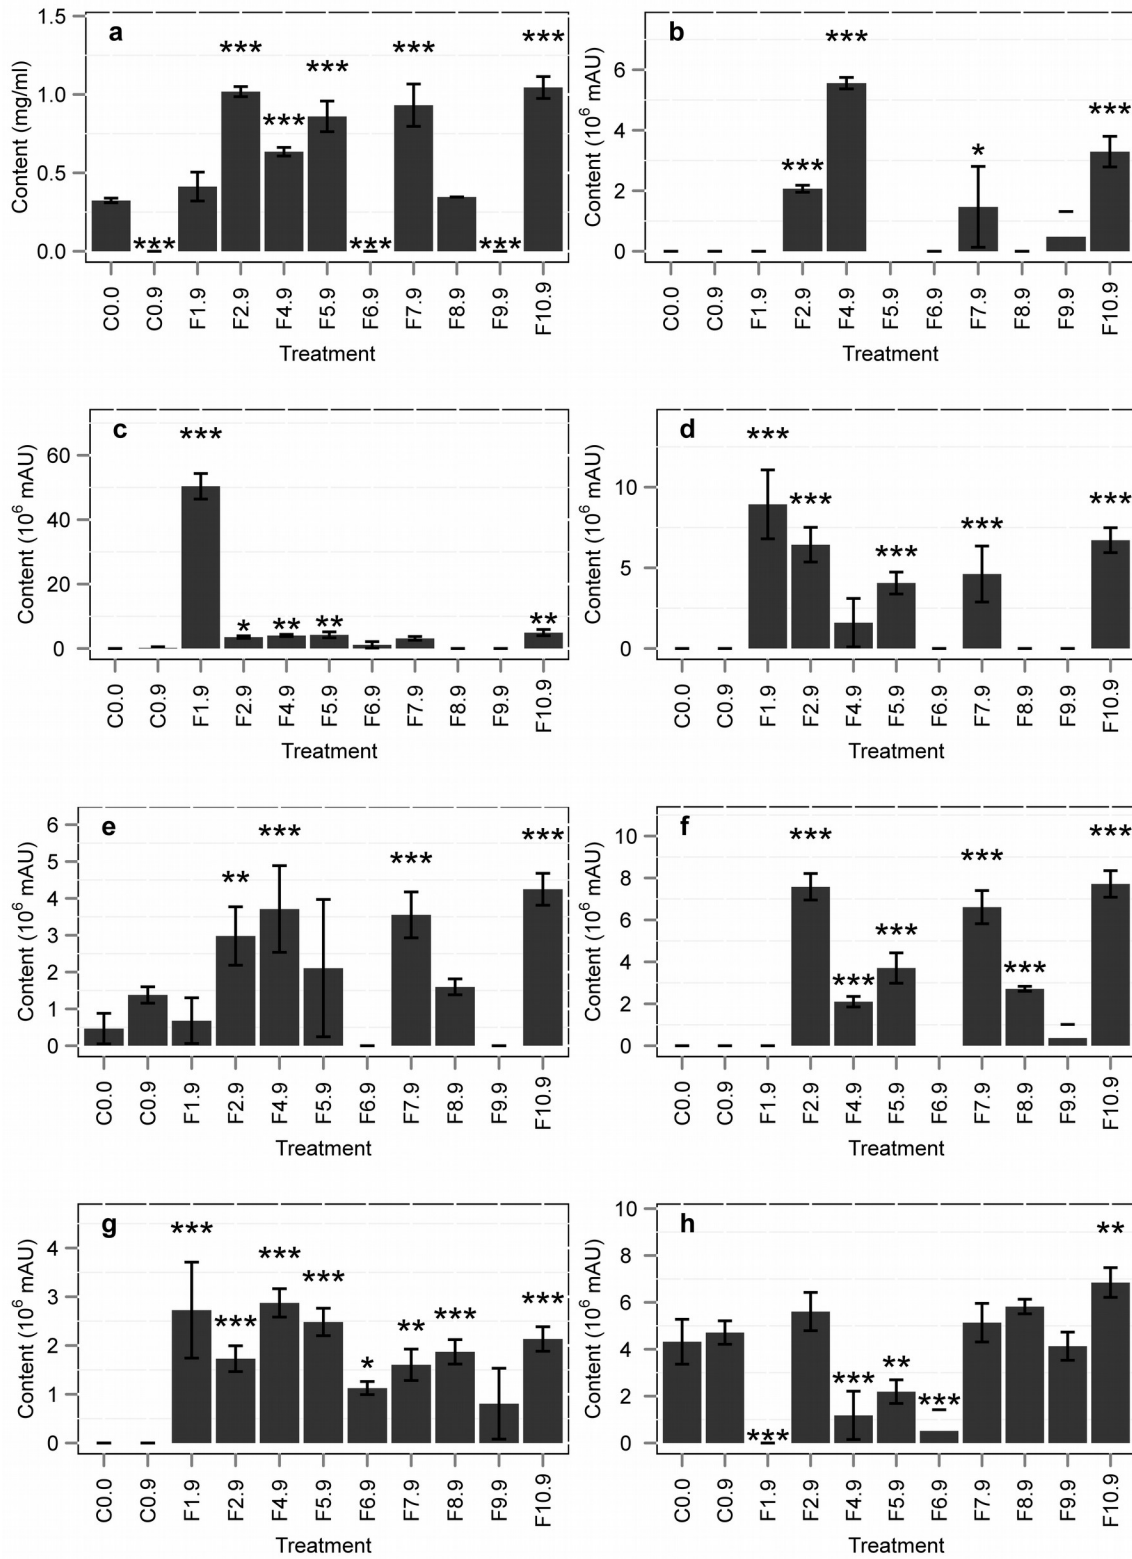 a
1.5
1.0
0.5
0.0
Content (mg/ml)
*** *** *** *** *** *** *** ***
C0.0 C0.9 F1.9 F2.9 F4.9 F5.9 F6.9 F7.9 F8.9 F9.9 F10.9
Treatment
b
6
4
2
0
Content (10⁶ mAU)
*** *** * ***
C0.0 C0.9 F1.9 F2.9 F4.9 F5.9 F6.9 F7.9 F8.9 F9.9 F10.9
Treatment
c
60
40
20
0
Content (10⁶ mAU)
*** * ** ** **
C0.0 C0.9 F1.9 F2.9 F4.9 F5.9 F6.9 F7.9 F8.9 F9.9 F10.9
Treatment
d
10
5
0
Content (10⁶ mAU)
*** *** *** *** ***
C0.0 C0.9 F1.9 F2.9 F4.9 F5.9 F6.9 F7.9 F8.9 F9.9 F10.9
Treatment
e
6
5
4
3
2
1
0
Content (10⁶ mAU)
** *** *** ***
C0.0 C0.9 F1.9 F2.9 F4.9 F5.9 F6.9 F7.9 F8.9 F9.9 F10.9
Treatment
f
10
8
6
4
2
0
Content (10⁶ mAU)
*** *** *** *** *** ***
C0.0 C0.9 F1.9 F2.9 F4.9 F5.9 F6.9 F7.9 F8.9 F9.9 F10.9
Treatment
g
4
3
2
1
0
Content (10⁶ mAU)
*** *** *** *** * ** *** ***
C0.0 C0.9 F1.9 F2.9 F4.9 F5.9 F6.9 F7.9 F8.9 F9.9 F10.9
Treatment
h
10
8
6
4
2
0
Content (10⁶ mAU)
*** *** ** *** **
C0.0 C0.9 F1.9 F2.9 F4.9 F5.9 F6.9 F7.9 F8.9 F9.9 F10.9
Treatment